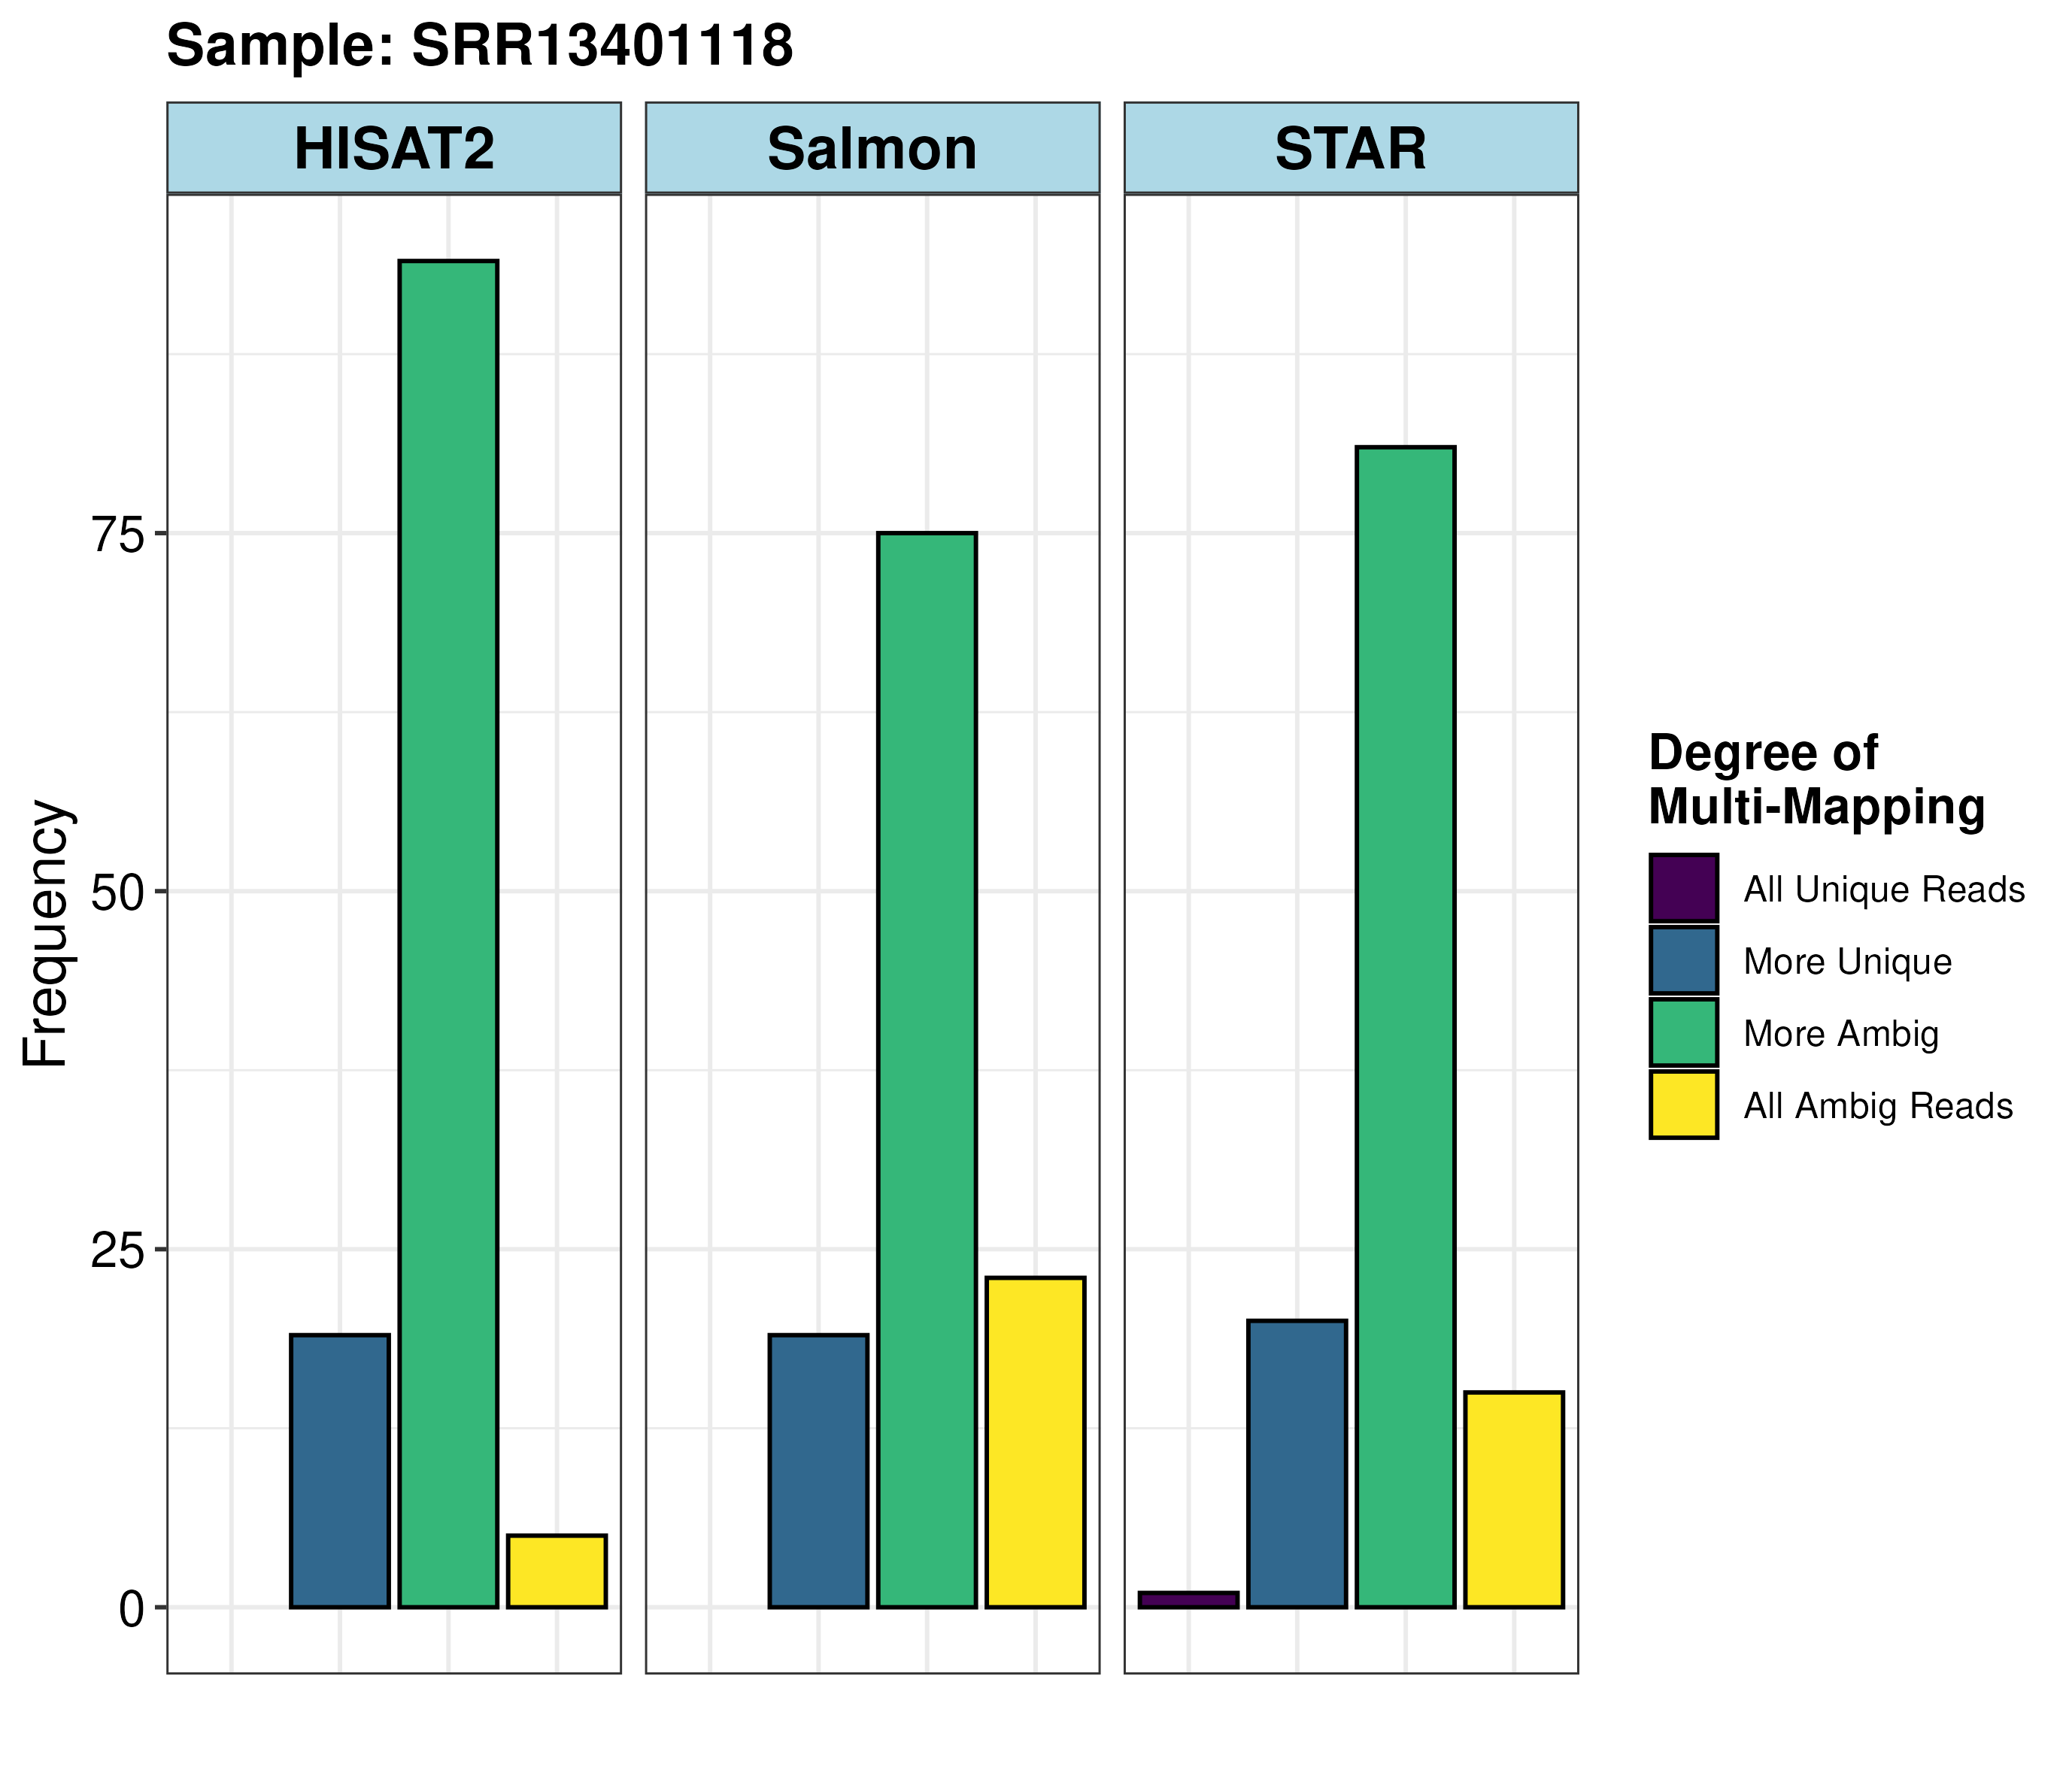 Sample: SRR13401118
HISAT2
Salmon
STAR
Frequency
75
50
25
0
Degree of
Multi-Mapping
All Unique Reads
More Unique
More Ambig
All Ambig Reads